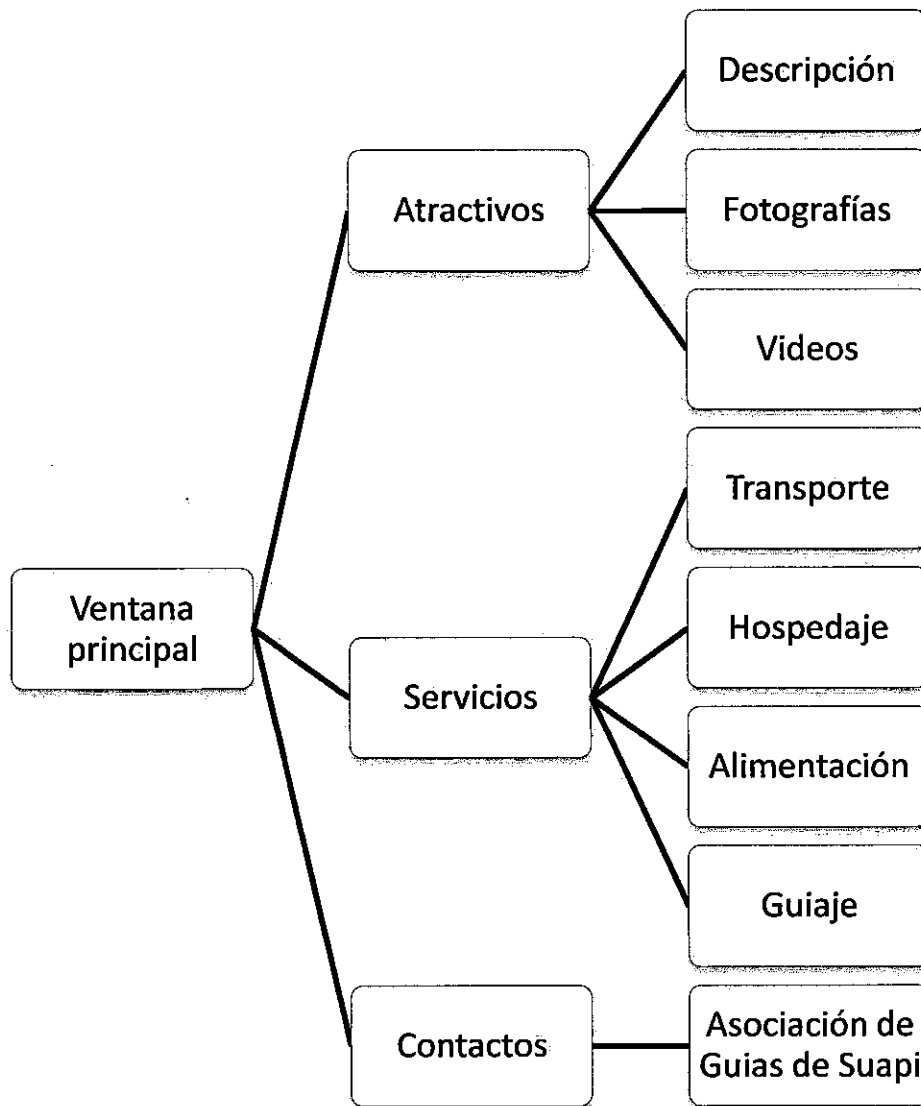 Ventana
principal
Atractivos
Descripción
Fotografías
Videos
Servicios
Transporte
Hospedaje
Alimentación
Guiaje
Contactos
Asociación de
Guias de Suapi